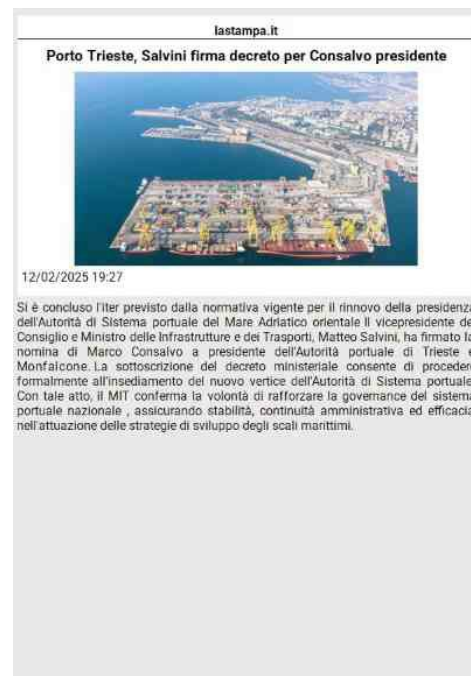 lastampa.it
Porto Trieste, Salvini firma decreto per Consalvo presidente
12/02/2025 19:27
Si è concluso l'iter previsto dalla normativa vigente per il rinnovo della presidenza
dell'Autorità di Sistema portuale del Mare Adriatico orientale Il vicepresidente de
Consiglio e Ministro delle Infrastrutture e dei Trasporti, Matteo Salvini, ha firmato la
nomina di Marco Consalvo a presidente dell'Autorità portuale di Trieste e
Monfalcone. La sottoscrizione del decreto ministeriale consente di procedere
formalmente all'insediamento del nuovo vertice dell'Autorità di Sistema portuale
Con tale atto, il MIT conferma la volontà di rafforzare la governance del sistema
portuale nazionale , assicurando stabilità, continuità amministrativa ed efficacia
nell'attuazione delle strategie di sviluppo degli scali marittimi.